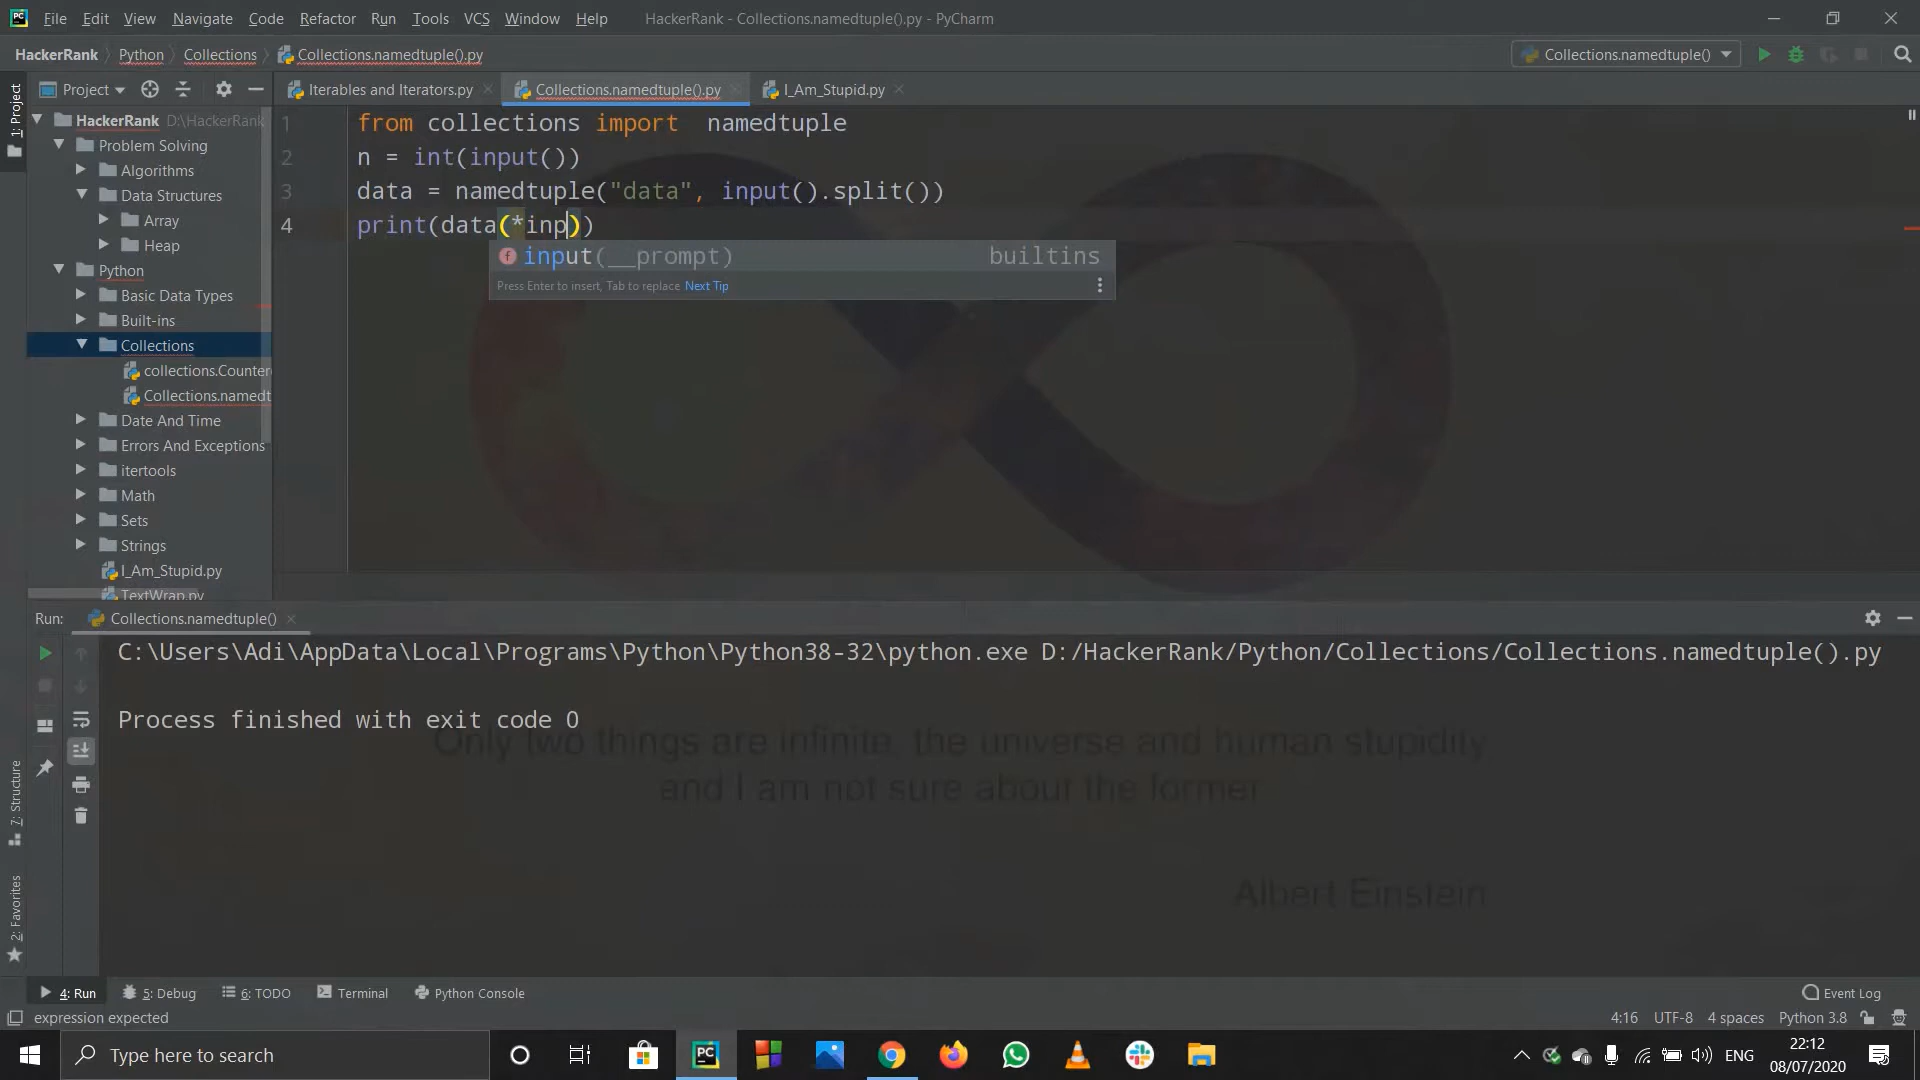 File Edit View Navigate Code Refactor Run Tools VCS Window Help HackerRank - Collections.namedtuple().py - PyCharm
HackerRank Python Collections Collections.namedtuple().py Collections.namedtuple()
1: Project
Project
Iterables and Iterators.py Collections.namedtuple().py I_Am_Stupid.py
HackerRank D:\HackerRank
Problem Solving
Algorithms
Data Structures
Array
Heap
Python
Basic Data Types
Built-ins
Collections
collections.Counter
Collections.namedt
Date And Time
Errors And Exceptions
itertools
Math
Sets
Strings
I_Am_Stupid.py
TextWrap.py
1 from collections import  namedtuple
2 n = int(input())
3 data = namedtuple("data", input().split())
4 print(data(*inp))
f input(__prompt) builtins
Press Enter to insert, Tab to replace Next Tip
Run: Collections.namedtuple()
C:\Users\Adi\AppData\Local\Programs\Python\Python38-32\python.exe D:/HackerRank/Python/Collections/Collections.namedtuple().py
Process finished with exit code 0
Only two things are infinite, the universe and human stupidity
and I am not sure about the former
Albert Einstein
7: Structure
2: Favorites
4: Run 5: Debug 6: TODO Terminal Python Console Event Log
expression expected 4:16 UTF-8 4 spaces Python 3.8
Type here to search PC ENG
22:12
08/07/2020